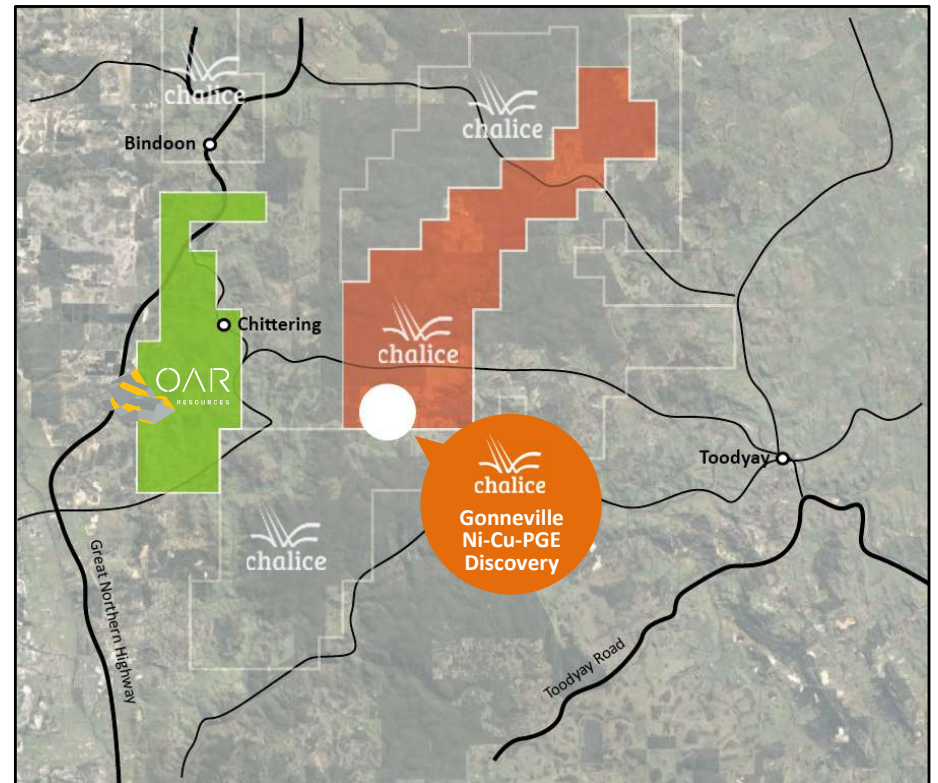 chalice
chalice
Bindoon
Chittering
chalice
OAR
RESOURCES
chalice
Gonneville
Ni-Cu-PGE
Discovery
Toodyay
chalice
Great Northern Highway
Toodyay Road